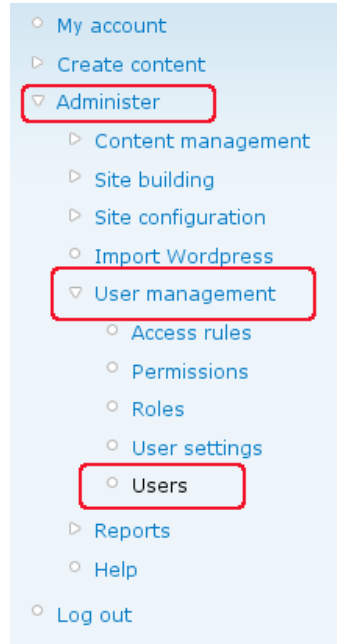 My account
Create content
Administer
Content management
Site building
Site configuration
Import Wordpress
User management
Access rules
Permissions
Roles
User settings
Users
Reports
Help
Log out